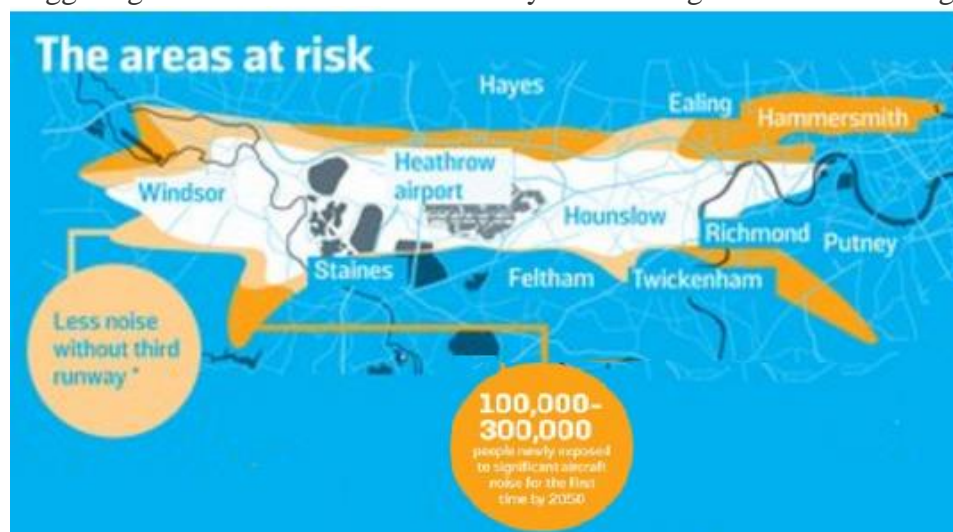 The areas at risk
Hayes
Ealing
Hammersmith
Heathrow
airport
Windsor
Hounslow
Richmond
Putney
Staines
Feltham
Twickenham
Less noise
without third
runway *
100,000–
300,000
people newly exposed
to significant aircraft
noise for the first
time by 2050